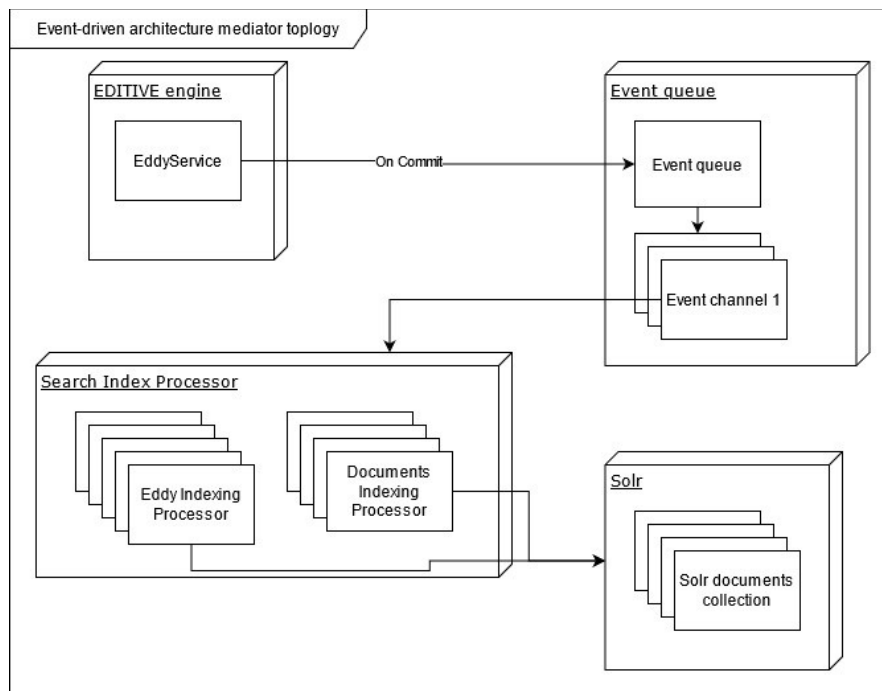 Event-driven architecture mediator toplogy
EDITIVE engine
EddyService
On Commit
Event queue
Event queue
Event channel 1
Search Index Processor
Eddy Indexing
Processor
Documents
Indexing
Processor
Solr
Solr documents
collection